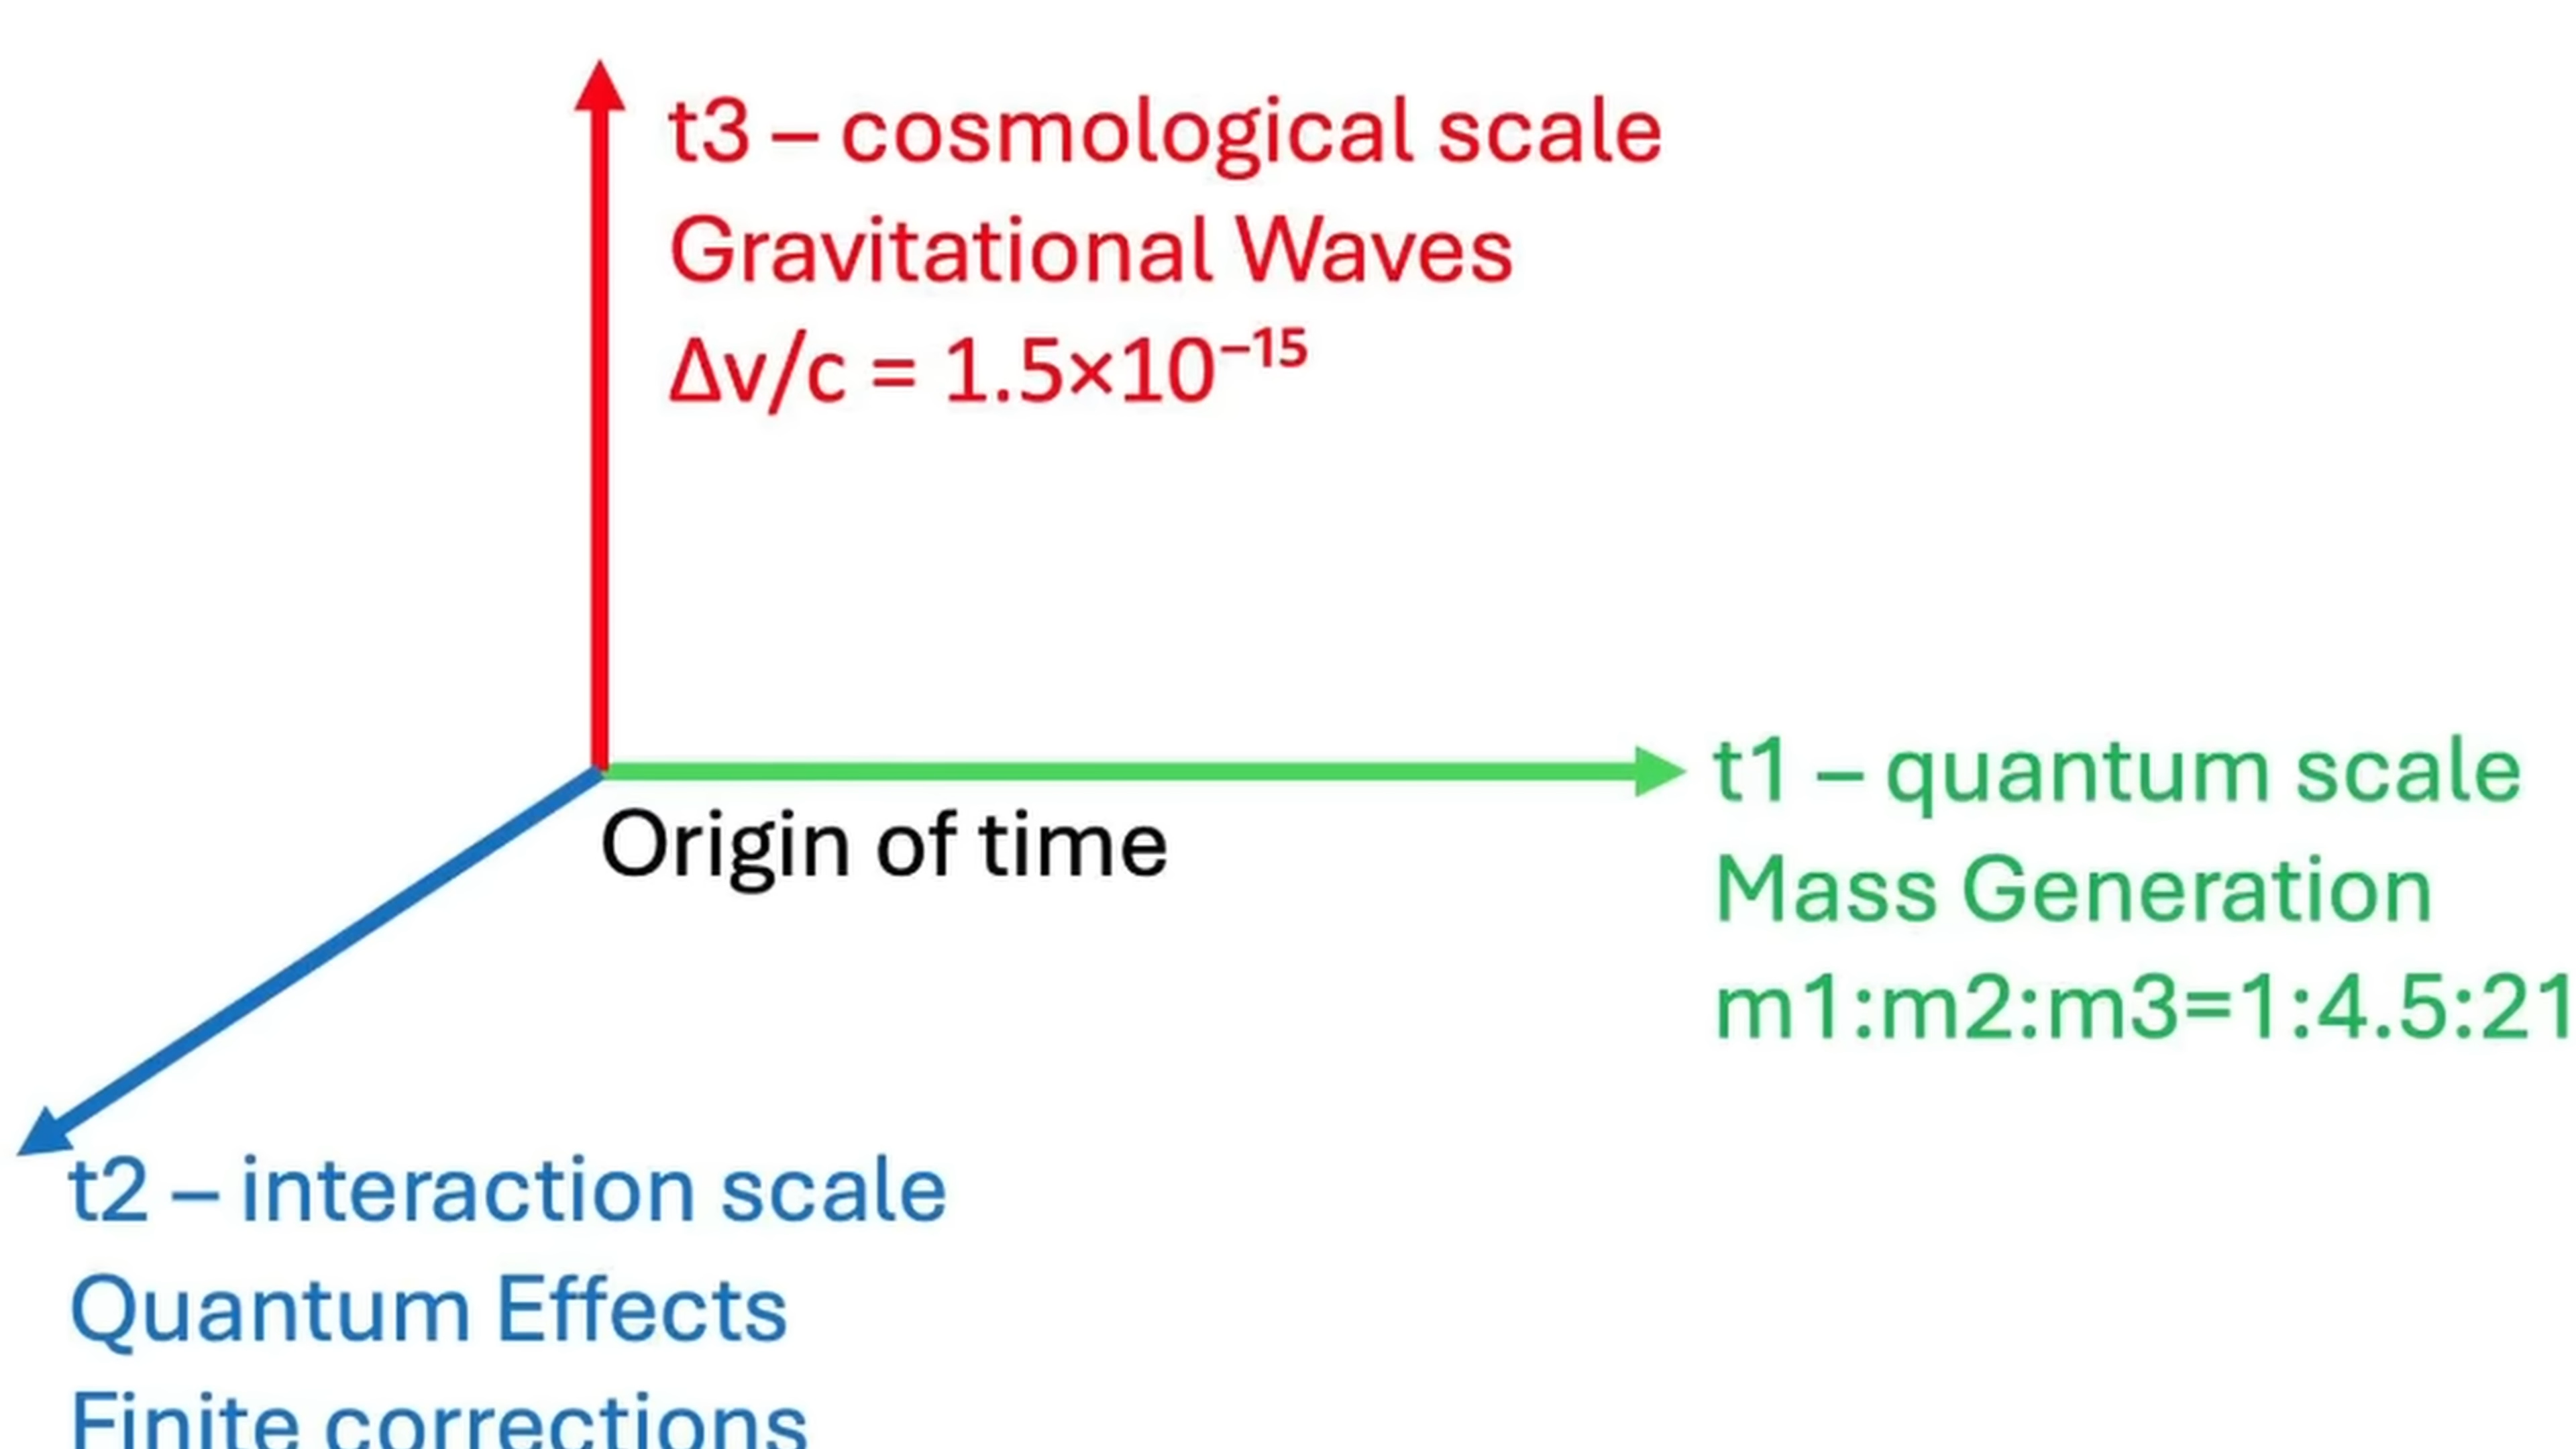 t3 – cosmological scale
Gravitational Waves
Δv/c = 1.5×10⁻¹⁵
t1 – quantum scale
Origin of time
Mass Generation
m1:m2:m3=1:4.5:21
t2 – interaction scale
Quantum Effects
Finite corrections